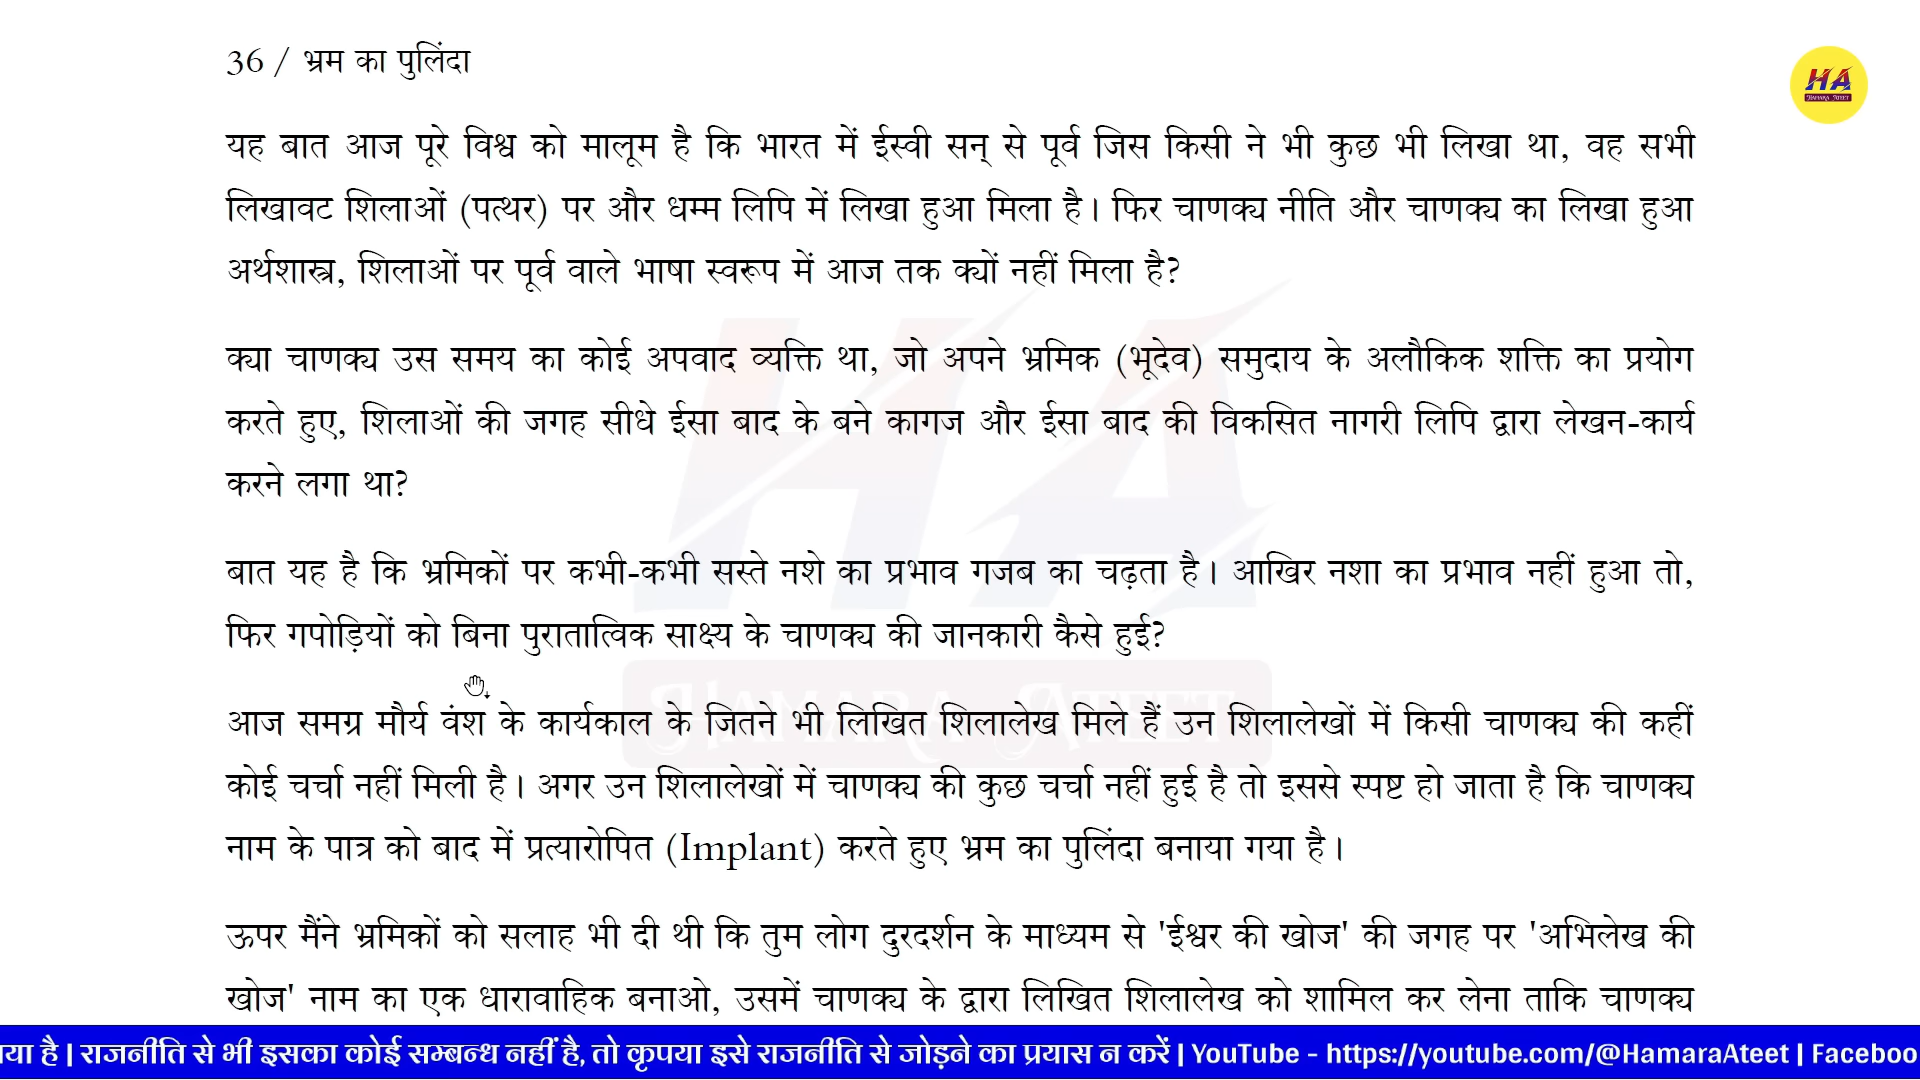 36 / भ्रम का पुलिंदा
HA
HAMARA ATEET
यह बात आज पूरे विश्व को मालूम है कि भारत में ईस्वी सन् से पूर्व जिस किसी ने भी कुछ भी लिखा था, वह सभी
लिखावट शिलाओं (पत्थर) पर और धम्म लिपि में लिखा हुआ मिला है। फिर चाणक्य नीति और चाणक्य का लिखा हुआ
अर्थशास्त्र, शिलाओं पर पूर्व वाले भाषा स्वरूप में आज तक क्यों नहीं मिला है?
क्या चाणक्य उस समय का कोई अपवाद व्यक्ति था, जो अपने भ्रमिक (भूदेव) समुदाय के अलौकिक शक्ति का प्रयोग
करते हुए, शिलाओं की जगह सीधे ईसा बाद के बने कागज और ईसा बाद की विकसित नागरी लिपि द्वारा लेखन-कार्य
करने लगा था?
बात यह है कि भ्रमिकों पर कभी-कभी सस्ते नशे का प्रभाव गजब का चढ़ता है। आखिर नशा का प्रभाव नहीं हुआ तो,
फिर गपोड़ियों को बिना पुरातात्विक साक्ष्य के चाणक्य की जानकारी कैसे हुई?
HA
HAMARA ATEET
आज समग्र मौर्य वंश के कार्यकाल के जितने भी लिखित शिलालेख मिले हैं उन शिलालेखों में किसी चाणक्य की कहीं
कोई चर्चा नहीं मिली है। अगर उन शिलालेखों में चाणक्य की कुछ चर्चा नहीं हुई है तो इससे स्पष्ट हो जाता है कि चाणक्य
नाम के पात्र को बाद में प्रत्यारोपित (Implant) करते हुए भ्रम का पुलिंदा बनाया गया है।
ऊपर मैंने भ्रमिकों को सलाह भी दी थी कि तुम लोग दुरदर्शन के माध्यम से 'ईश्वर की खोज' की जगह पर 'अभिलेख की
खोज' नाम का एक धारावाहिक बनाओ, उसमें चाणक्य के द्वारा लिखित शिलालेख को शामिल कर लेना ताकि चाणक्य
या है | राजनीति से भी इसका कोई सम्बन्ध नहीं है, तो कृपया इसे राजनीति से जोड़ने का प्रयास न करें | YouTube - https://youtube.com/@HamaraAteet | Faceboo